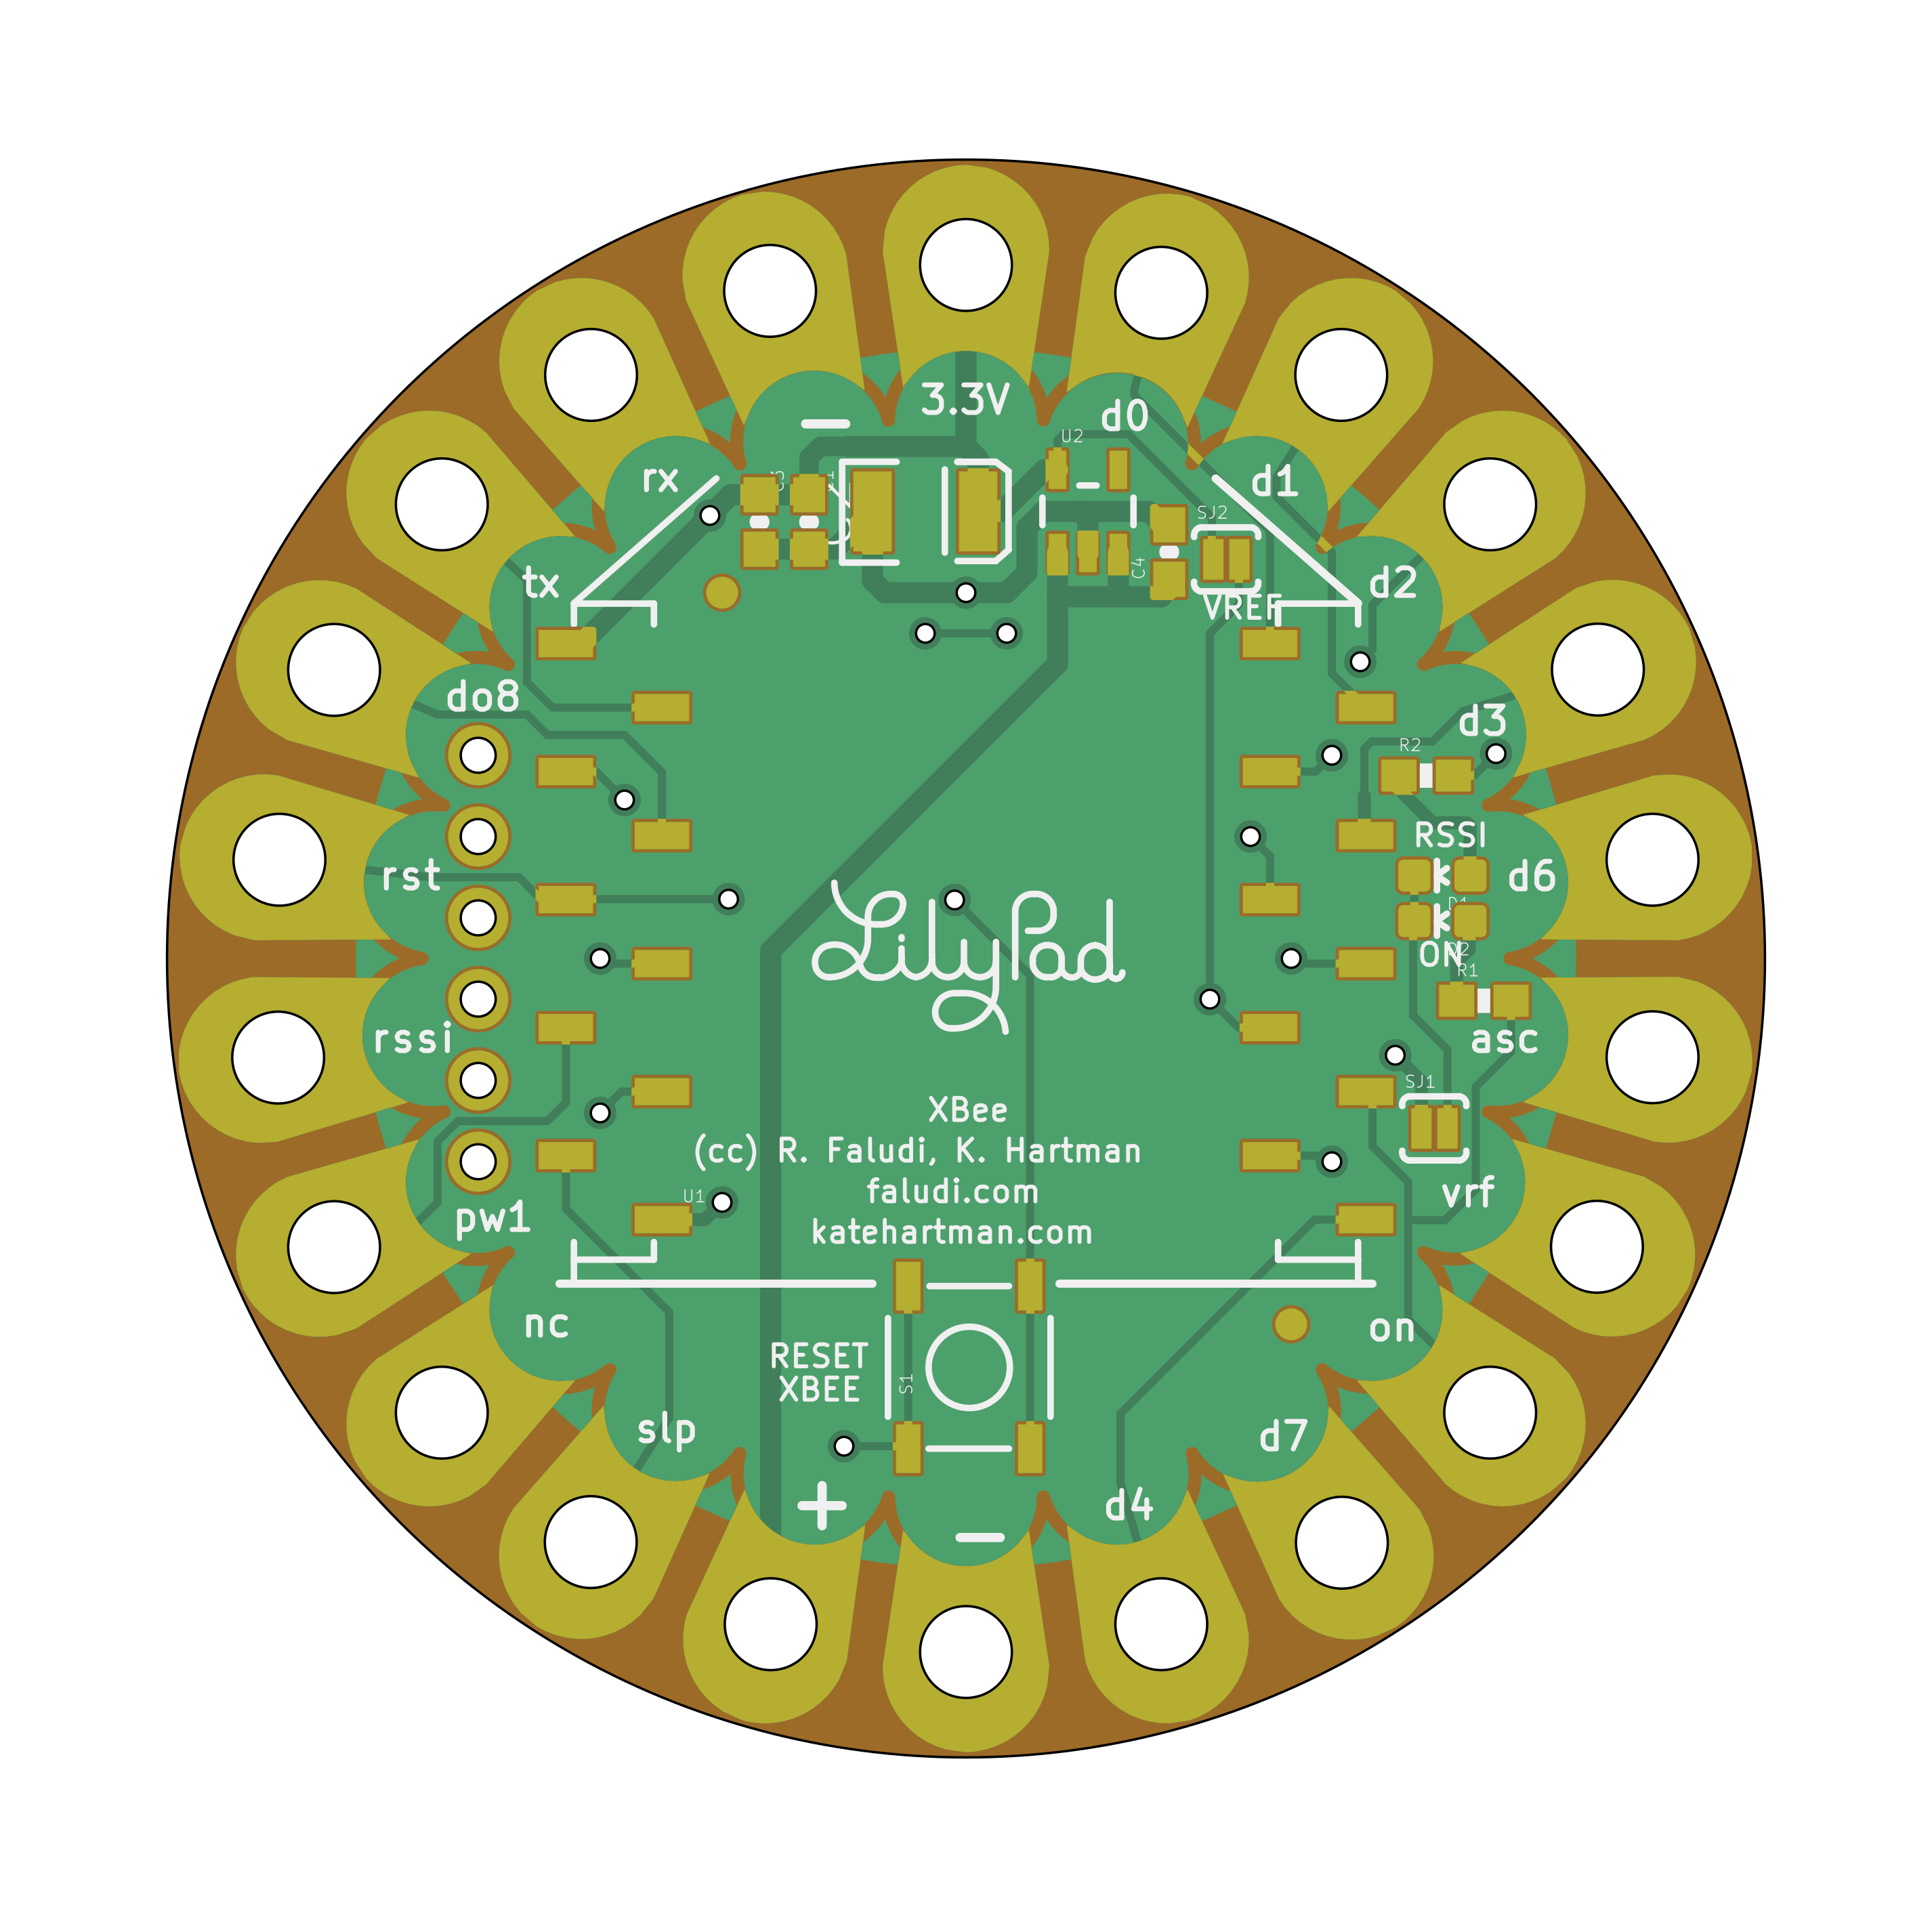 3.3V
d0
U2
rx
d1
SJ2
tx
VREF
d2
do8
d3
R2
RSSI
rst
k
d6
D1
k
LilyPad
ON
R1
rssi
asc
C4
SJ1
XBee
(cc) R. Faludi, K. Hartman
faludi.com
U1
katehartman.com
pw1
vrf
nc
on
RESET
XBEE
S1
slp
d7
+
d4
-